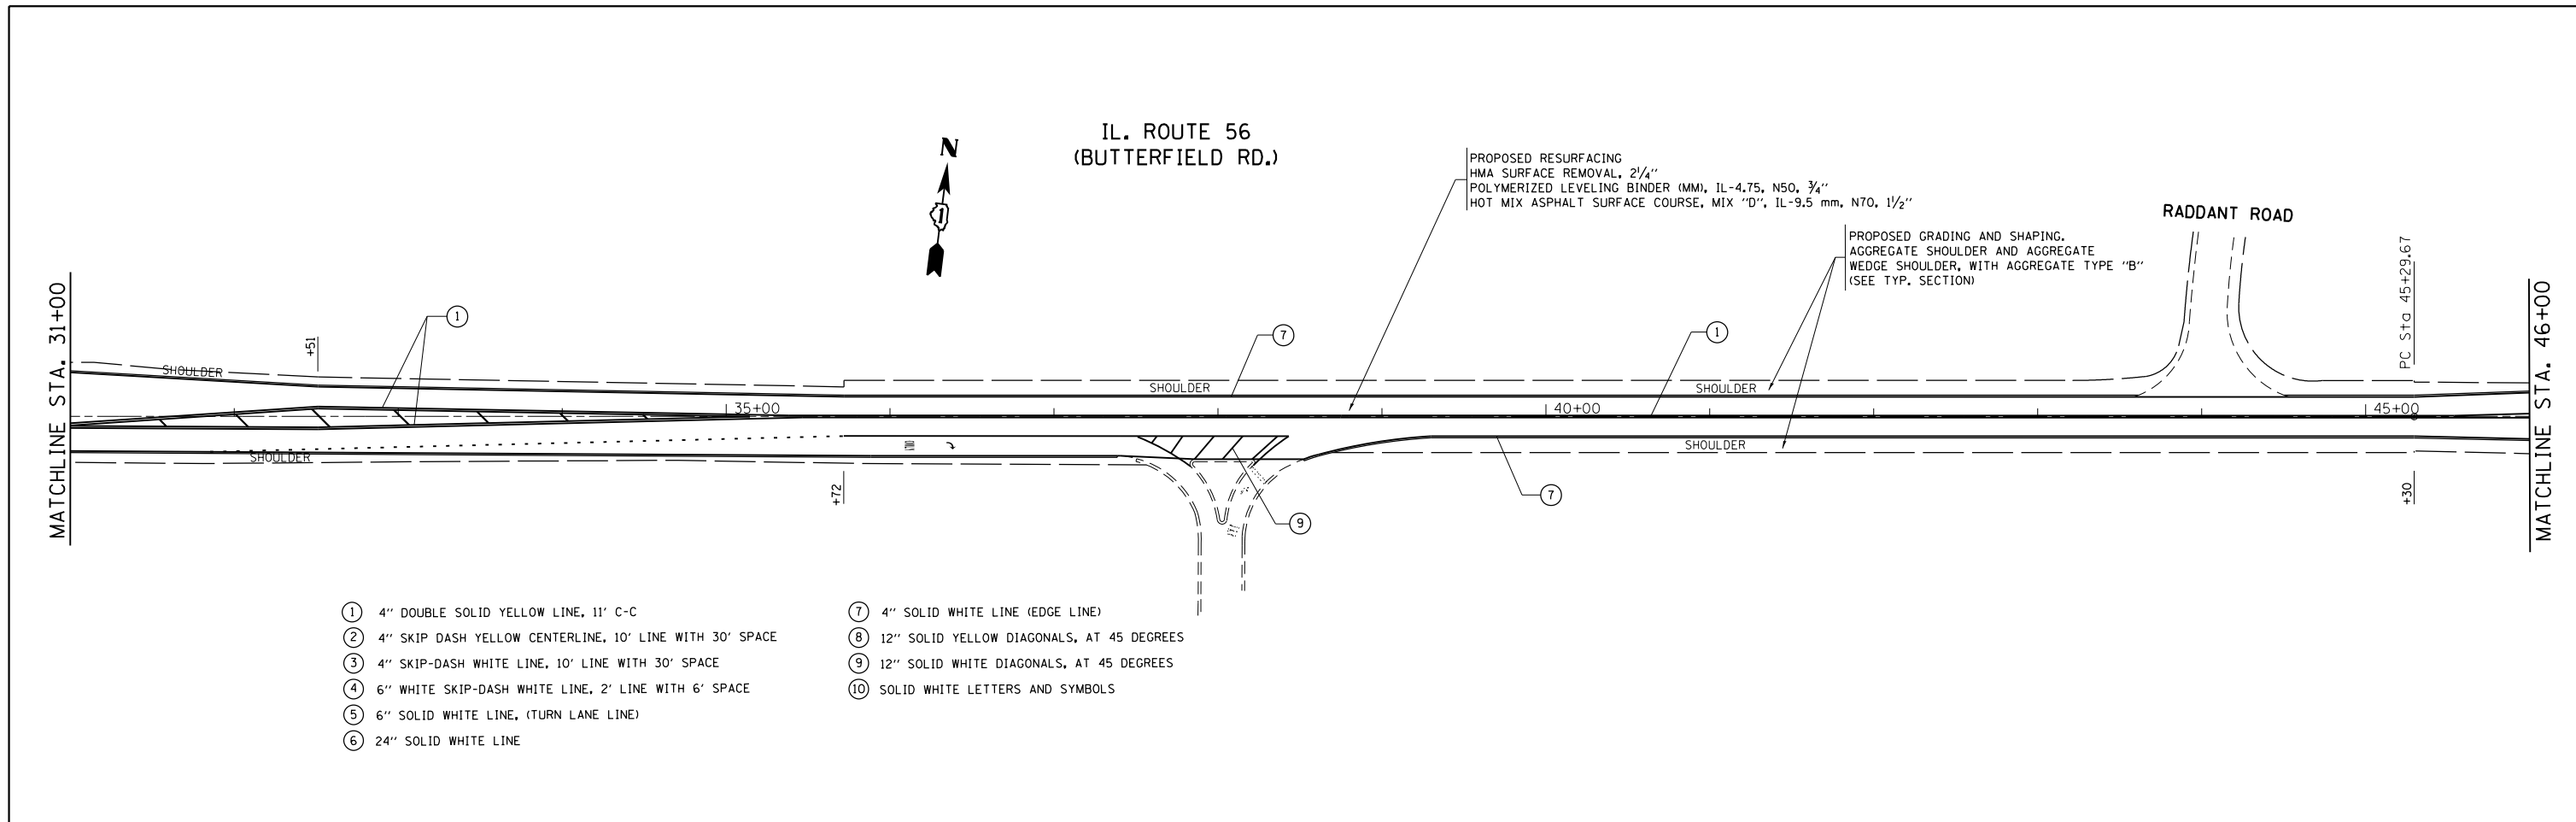 IL. ROUTE 56
(BUTTERFIELD RD.)
N
1
PROPOSED RESURFACING
HMA SURFACE REMOVAL, 2 1/4"
POLYMERIZED LEVELING BINDER (MM), IL-4.75, N50, 3/4"
HOT MIX ASPHALT SURFACE COURSE, MIX "D", IL-9.5 mm, N70, 1 1/2"
PROPOSED GRADING AND SHAPING.
AGGREGATE SHOULDER AND AGGREGATE
WEDGE SHOULDER, WITH AGGREGATE TYPE "B"
(SEE TYP. SECTION)
RADDANT ROAD
PC Sta 45+29.67
MATCHLINE STA. 31+00
MATCHLINE STA. 46+00
1
+51
7
1
SHOULDER
SHOULDER
SHOULDER
35+00
40+00
45+00
SHOULDER
SHOULDER
+72
7
+30
9
1 4" DOUBLE SOLID YELLOW LINE, 11' C-C
2 4" SKIP DASH YELLOW CENTERLINE, 10' LINE WITH 30' SPACE
3 4" SKIP-DASH WHITE LINE, 10' LINE WITH 30' SPACE
4 6" WHITE SKIP-DASH WHITE LINE, 2' LINE WITH 6' SPACE
5 6" SOLID WHITE LINE, (TURN LANE LINE)
6 24" SOLID WHITE LINE
7 4" SOLID WHITE LINE (EDGE LINE)
8 12" SOLID YELLOW DIAGONALS, AT 45 DEGREES
9 12" SOLID WHITE DIAGONALS, AT 45 DEGREES
10 SOLID WHITE LETTERS AND SYMBOLS